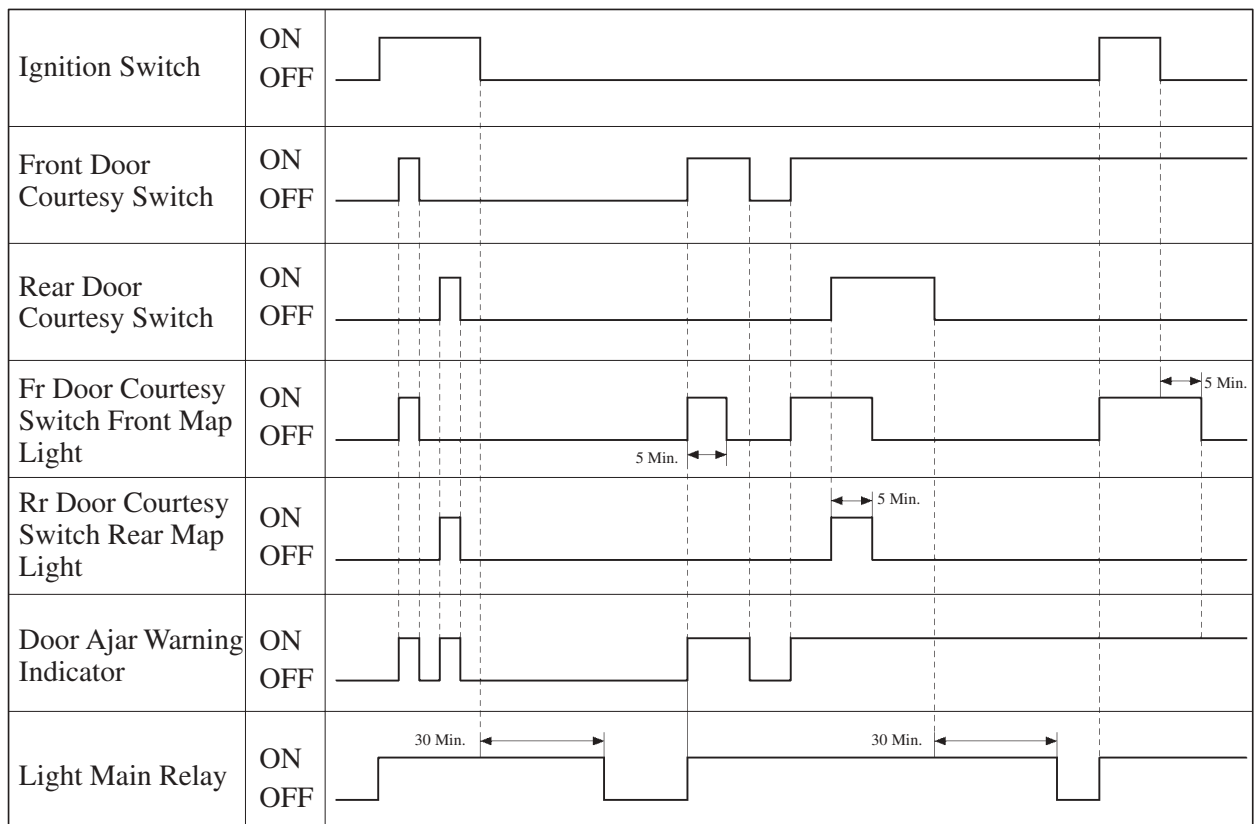 Ignition Switch
ON
OFF
Front Door
Courtesy Switch
ON
OFF
Rear Door
Courtesy Switch
ON
OFF
Fr Door Courtesy
Switch Front Map
Light
ON
OFF
5 Min.
5 Min.
Rr Door Courtesy
Switch Rear Map
Light
ON
OFF
5 Min.
Door Ajar Warning
Indicator
ON
OFF
Light Main Relay
ON
OFF
30 Min.
30 Min.